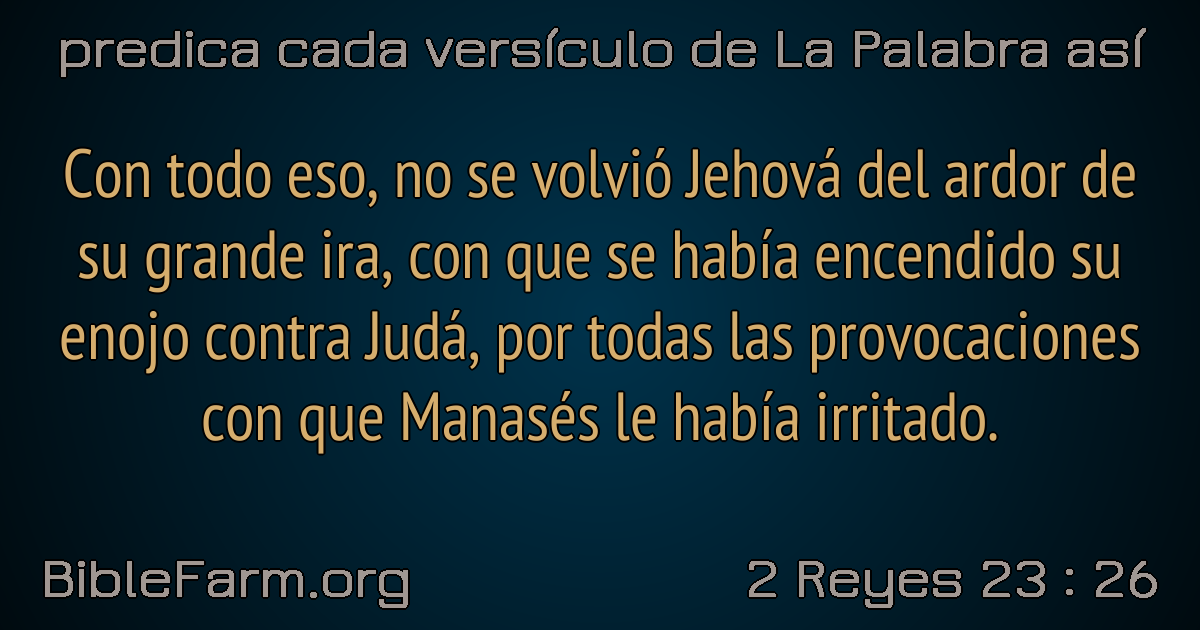 predica cada versículo de La Palabra así
Con todo eso, no se volvió Jehová del ardor de
su grande ira, con que se había encendido su
enojo contra Judá, por todas las provocaciones
con que Manasés le había irritado.
BibleFarm.org
2 Reyes 23 : 26